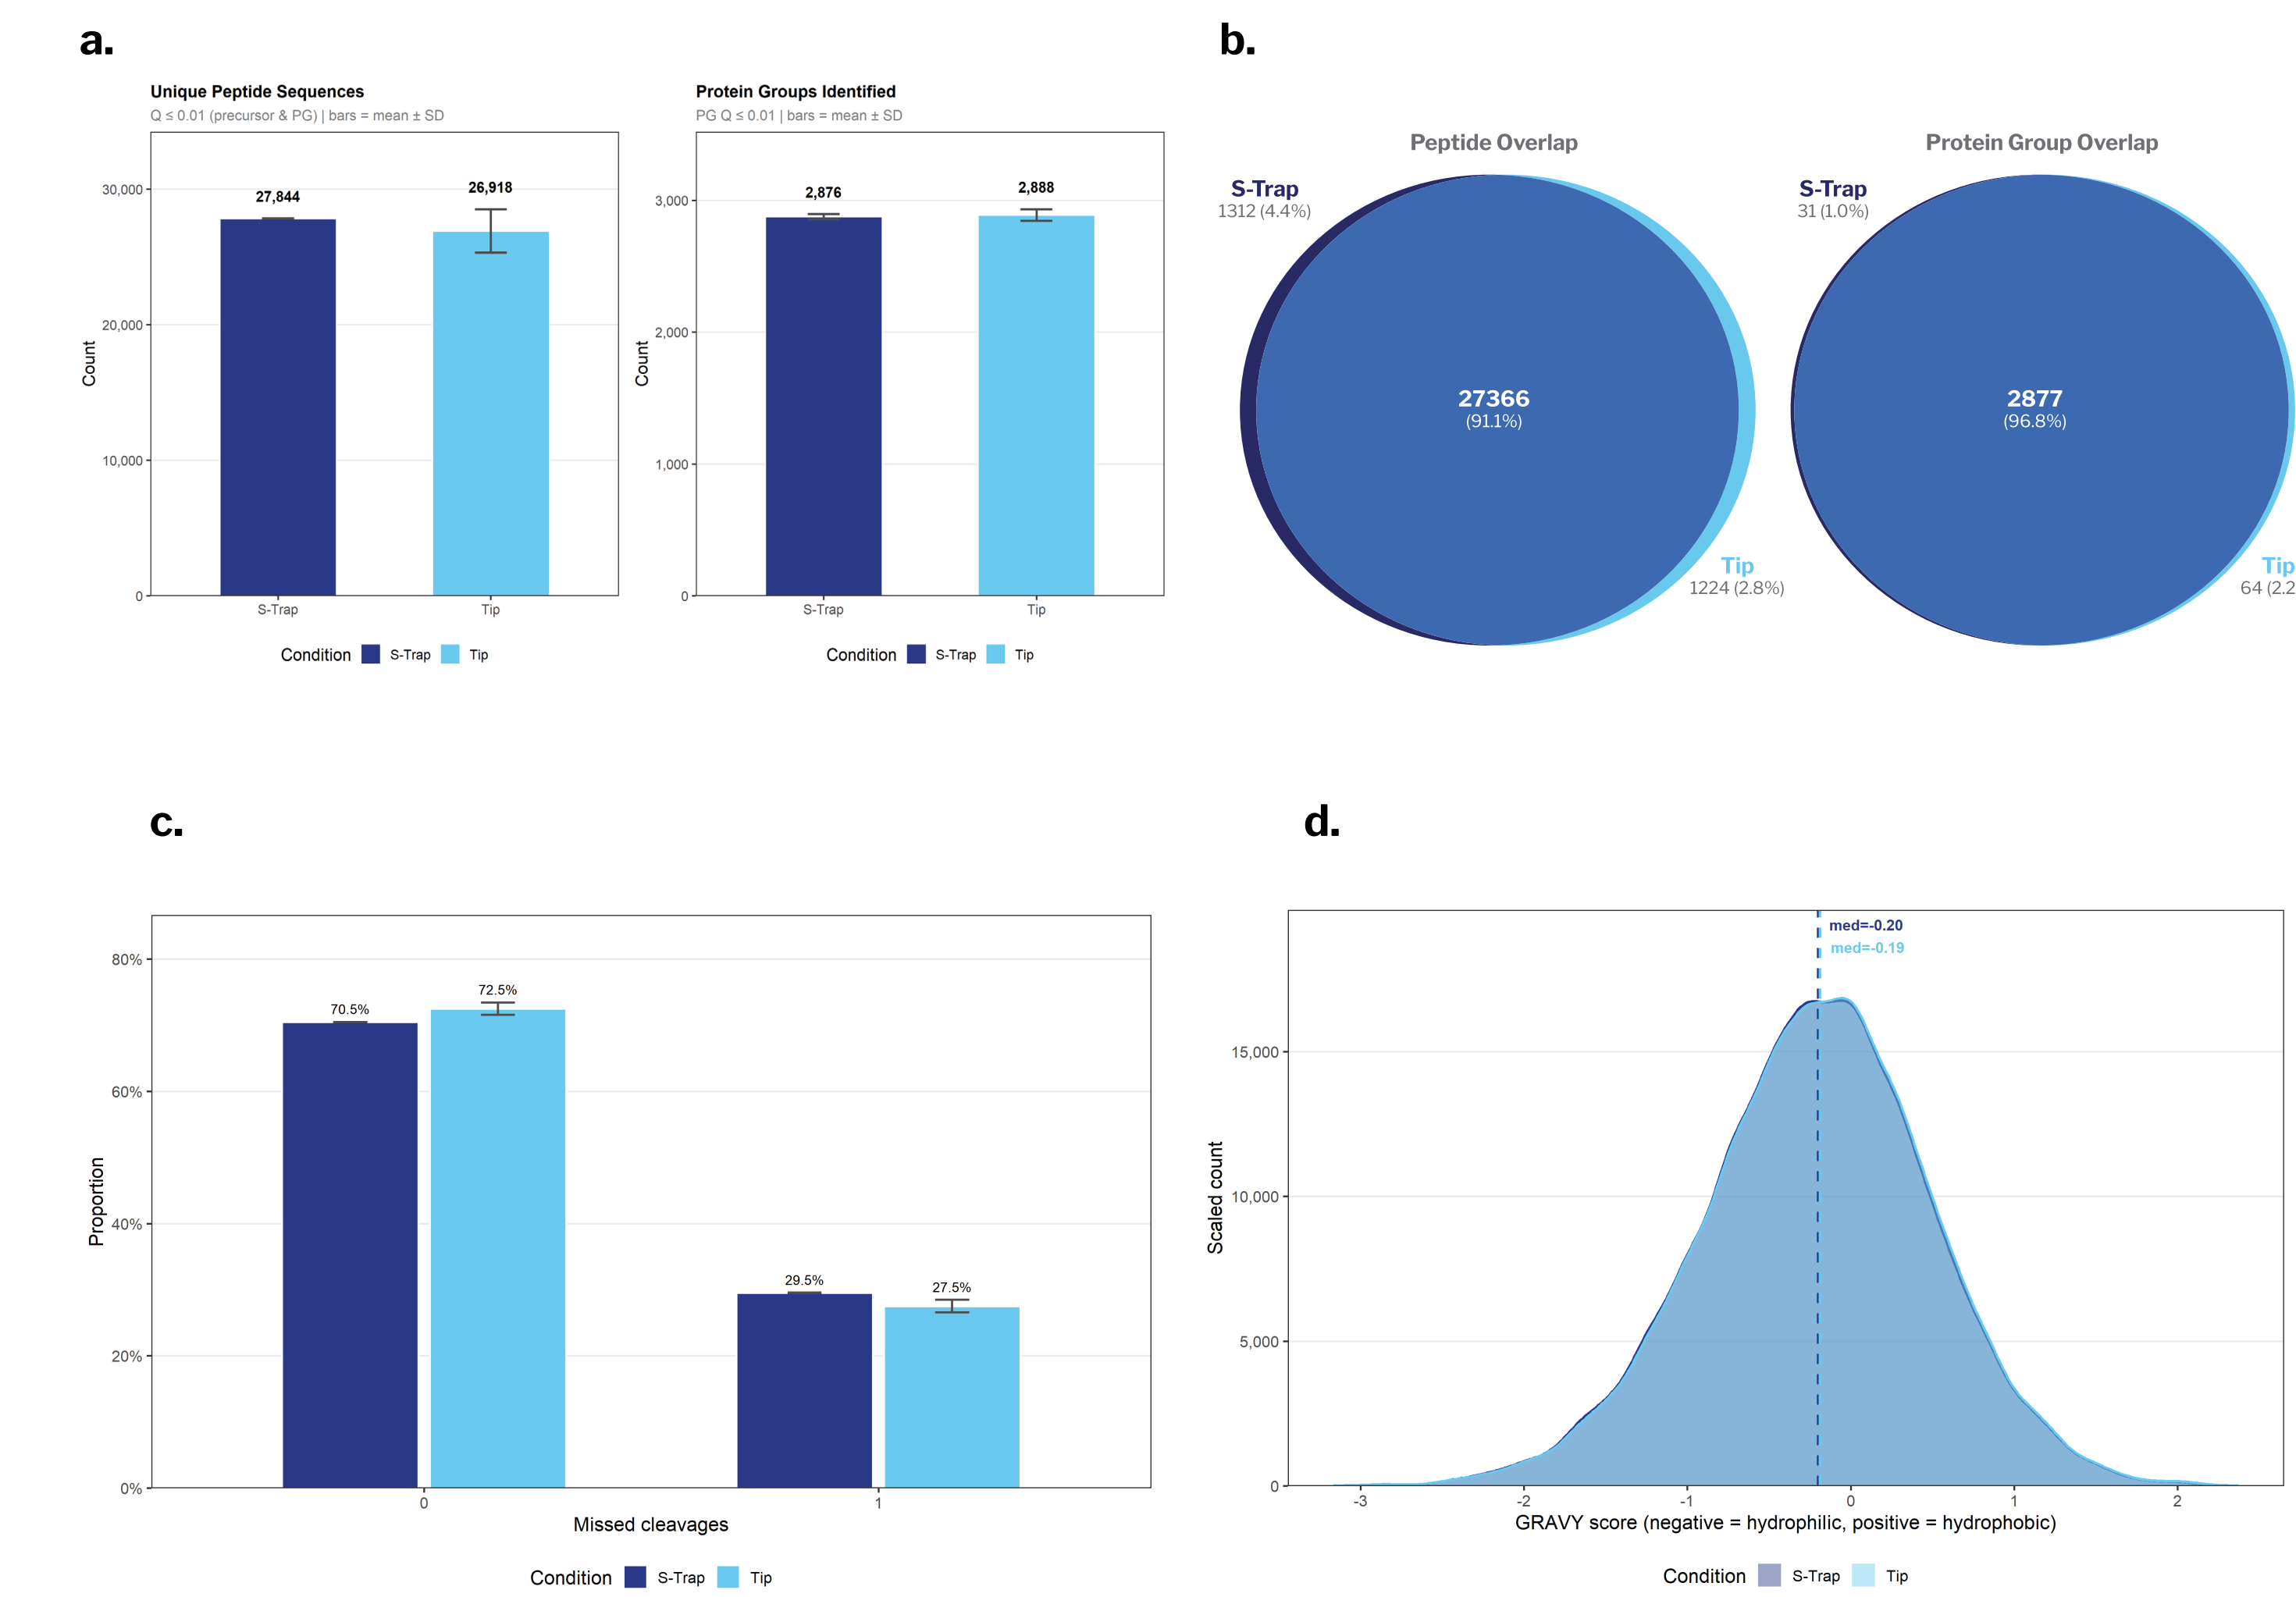 a.
Unique Peptide Sequences
Q ≤ 0.01 (precursor & PG) | bars = mean ± SD
Count
30,000
20,000
10,000
0
27,844
26,918
S-Trap
Tip
Condition S-Trap Tip
Protein Groups Identified
PG Q ≤ 0.01 | bars = mean ± SD
Count
3,000
2,000
1,000
0
2,876
2,888
S-Trap
Tip
Condition S-Trap Tip
b.
Peptide Overlap
S-Trap
1312 (4.4%)
27366
(91.1%)
Tip
1224 (2.8%)
Protein Group Overlap
S-Trap
31 (1.0%)
2877
(96.8%)
Tip
64 (2.2
c.
Proportion
80%
60%
40%
20%
0%
70.5%
72.5%
29.5%
27.5%
0
1
Missed cleavages
Condition S-Trap Tip
d.
Scaled count
15,000
10,000
5,000
0
med=-0.20
med=-0.19
-3
-2
-1
0
1
2
GRAVY score (negative = hydrophilic, positive = hydrophobic)
Condition S-Trap Tip